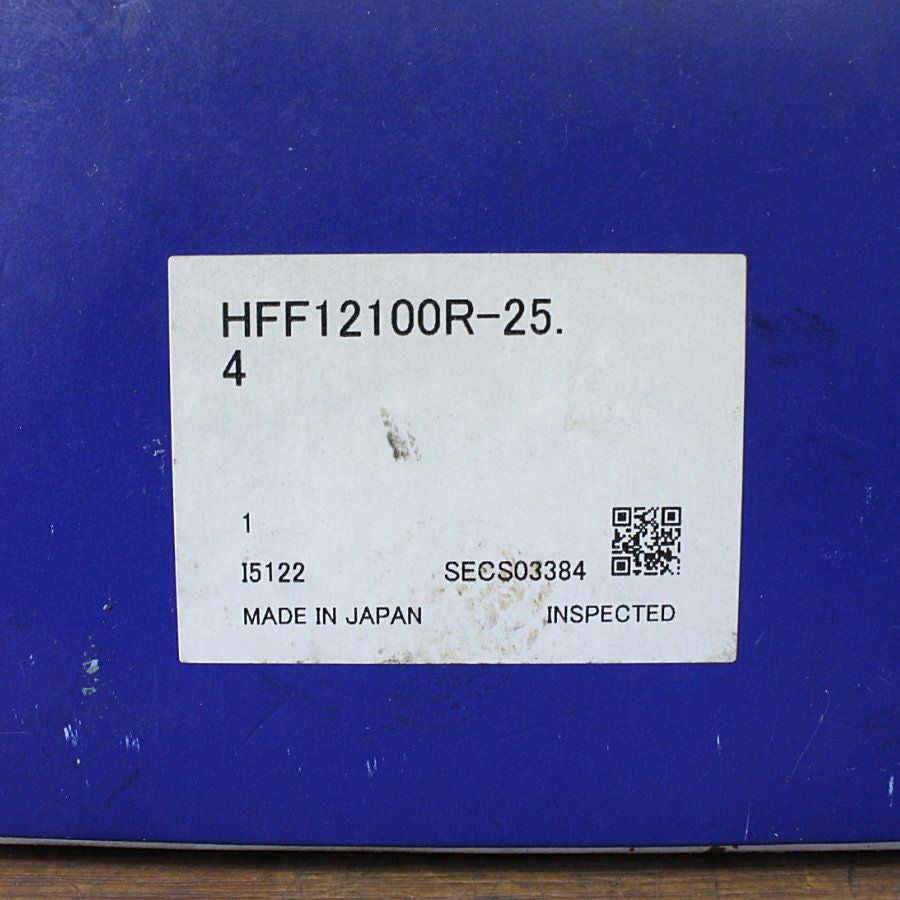 HFF12100R-25.
4
1
I5122
SECS03384
MADE IN JAPAN
INSPECTED